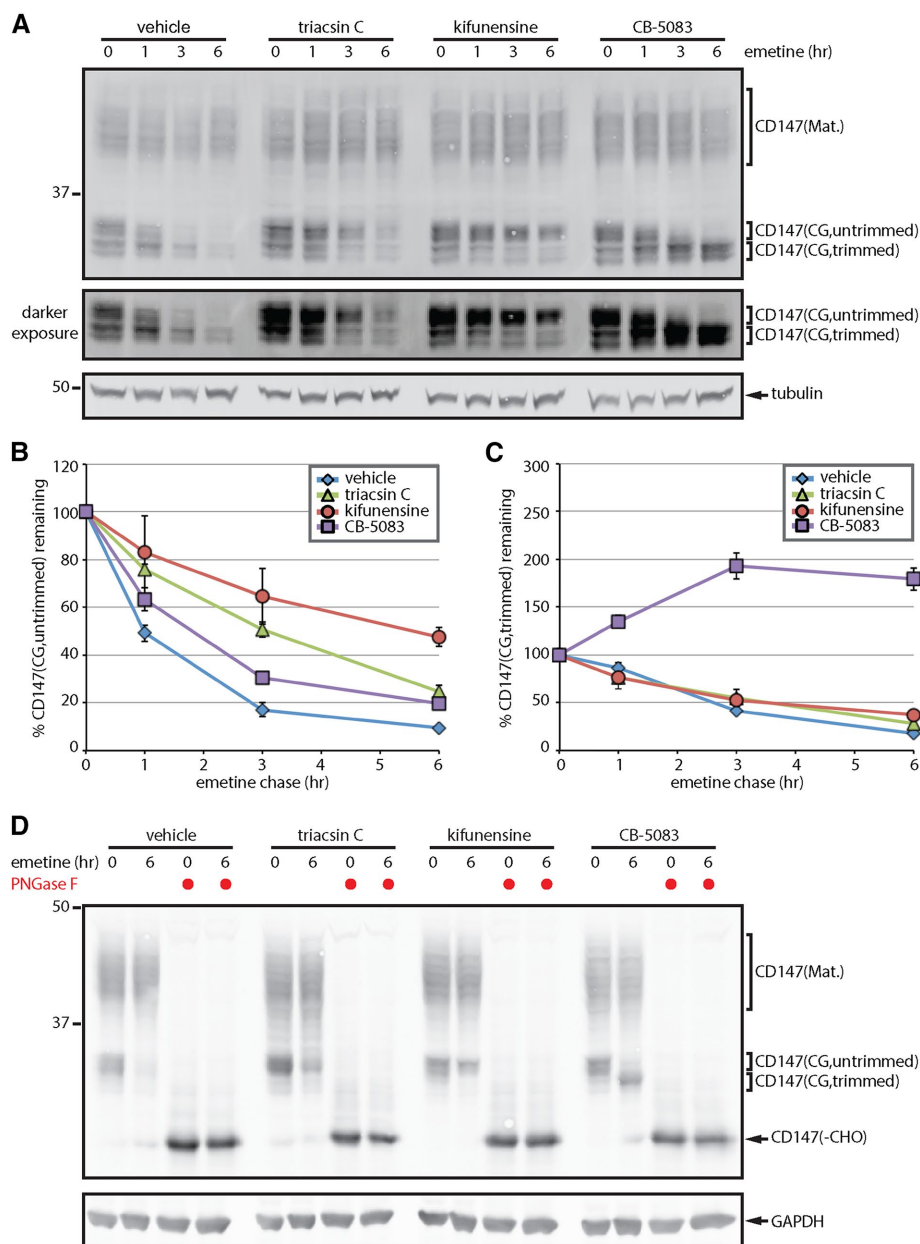 A
vehicle triacsin C kifunensine CB-5083
0 1 3 6 0 1 3 6 0 1 3 6 0 1 3 6 emetine (hr)
CD147(Mat.)
37
CD147(CG,untrimmed)
CD147(CG,trimmed)
darker exposure
CD147(CG,untrimmed)
CD147(CG,trimmed)
50
tubulin
B
% CD147(CG,untrimmed) remaining
120
100
80
60
40
20
0
0 1 2 3 4 5 6
emetine chase (hr)
vehicle
triacsin C
kifunensine
CB-5083
C
% CD147(CG,trimmed) remaining
300
250
200
150
100
50
0
0 1 2 3 4 5 6
emetine chase (hr)
vehicle
triacsin C
kifunensine
CB-5083
D
vehicle triacsin C kifunensine CB-5083
emetine (hr) 0 6 0 6 0 6 0 6 0 6 0 6 0 6 0 6
PNGase F
50
CD147(Mat.)
37
CD147(CG,untrimmed)
CD147(CG,trimmed)
CD147(-CHO)
GAPDH